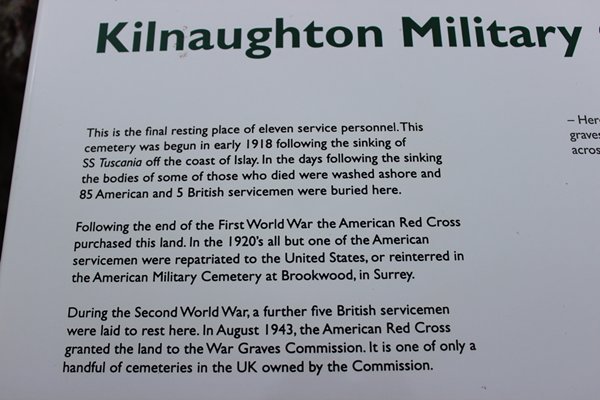 Kilnaughton Military
This is the final resting place of eleven service personnel. This
cemetery was begun in early 1918 following the sinking of
SS Tuscania off the coast of Islay. In the days following the sinking
the bodies of some of those who died were washed ashore and
85 American and 5 British servicemen were buried here.
Following the end of the First World War the American Red Cross
purchased this land. In the 1920's all but one of the American
servicemen were repatriated to the United States, or reinterred in
the American Military Cemetery at Brookwood, in Surrey.
During the Second World War, a further five British servicemen
were laid to rest here. In August 1943, the American Red Cross
granted the land to the War Graves Commission. It is one of only a
handful of cemeteries in the UK owned by the Commission.
– Her
graves
across